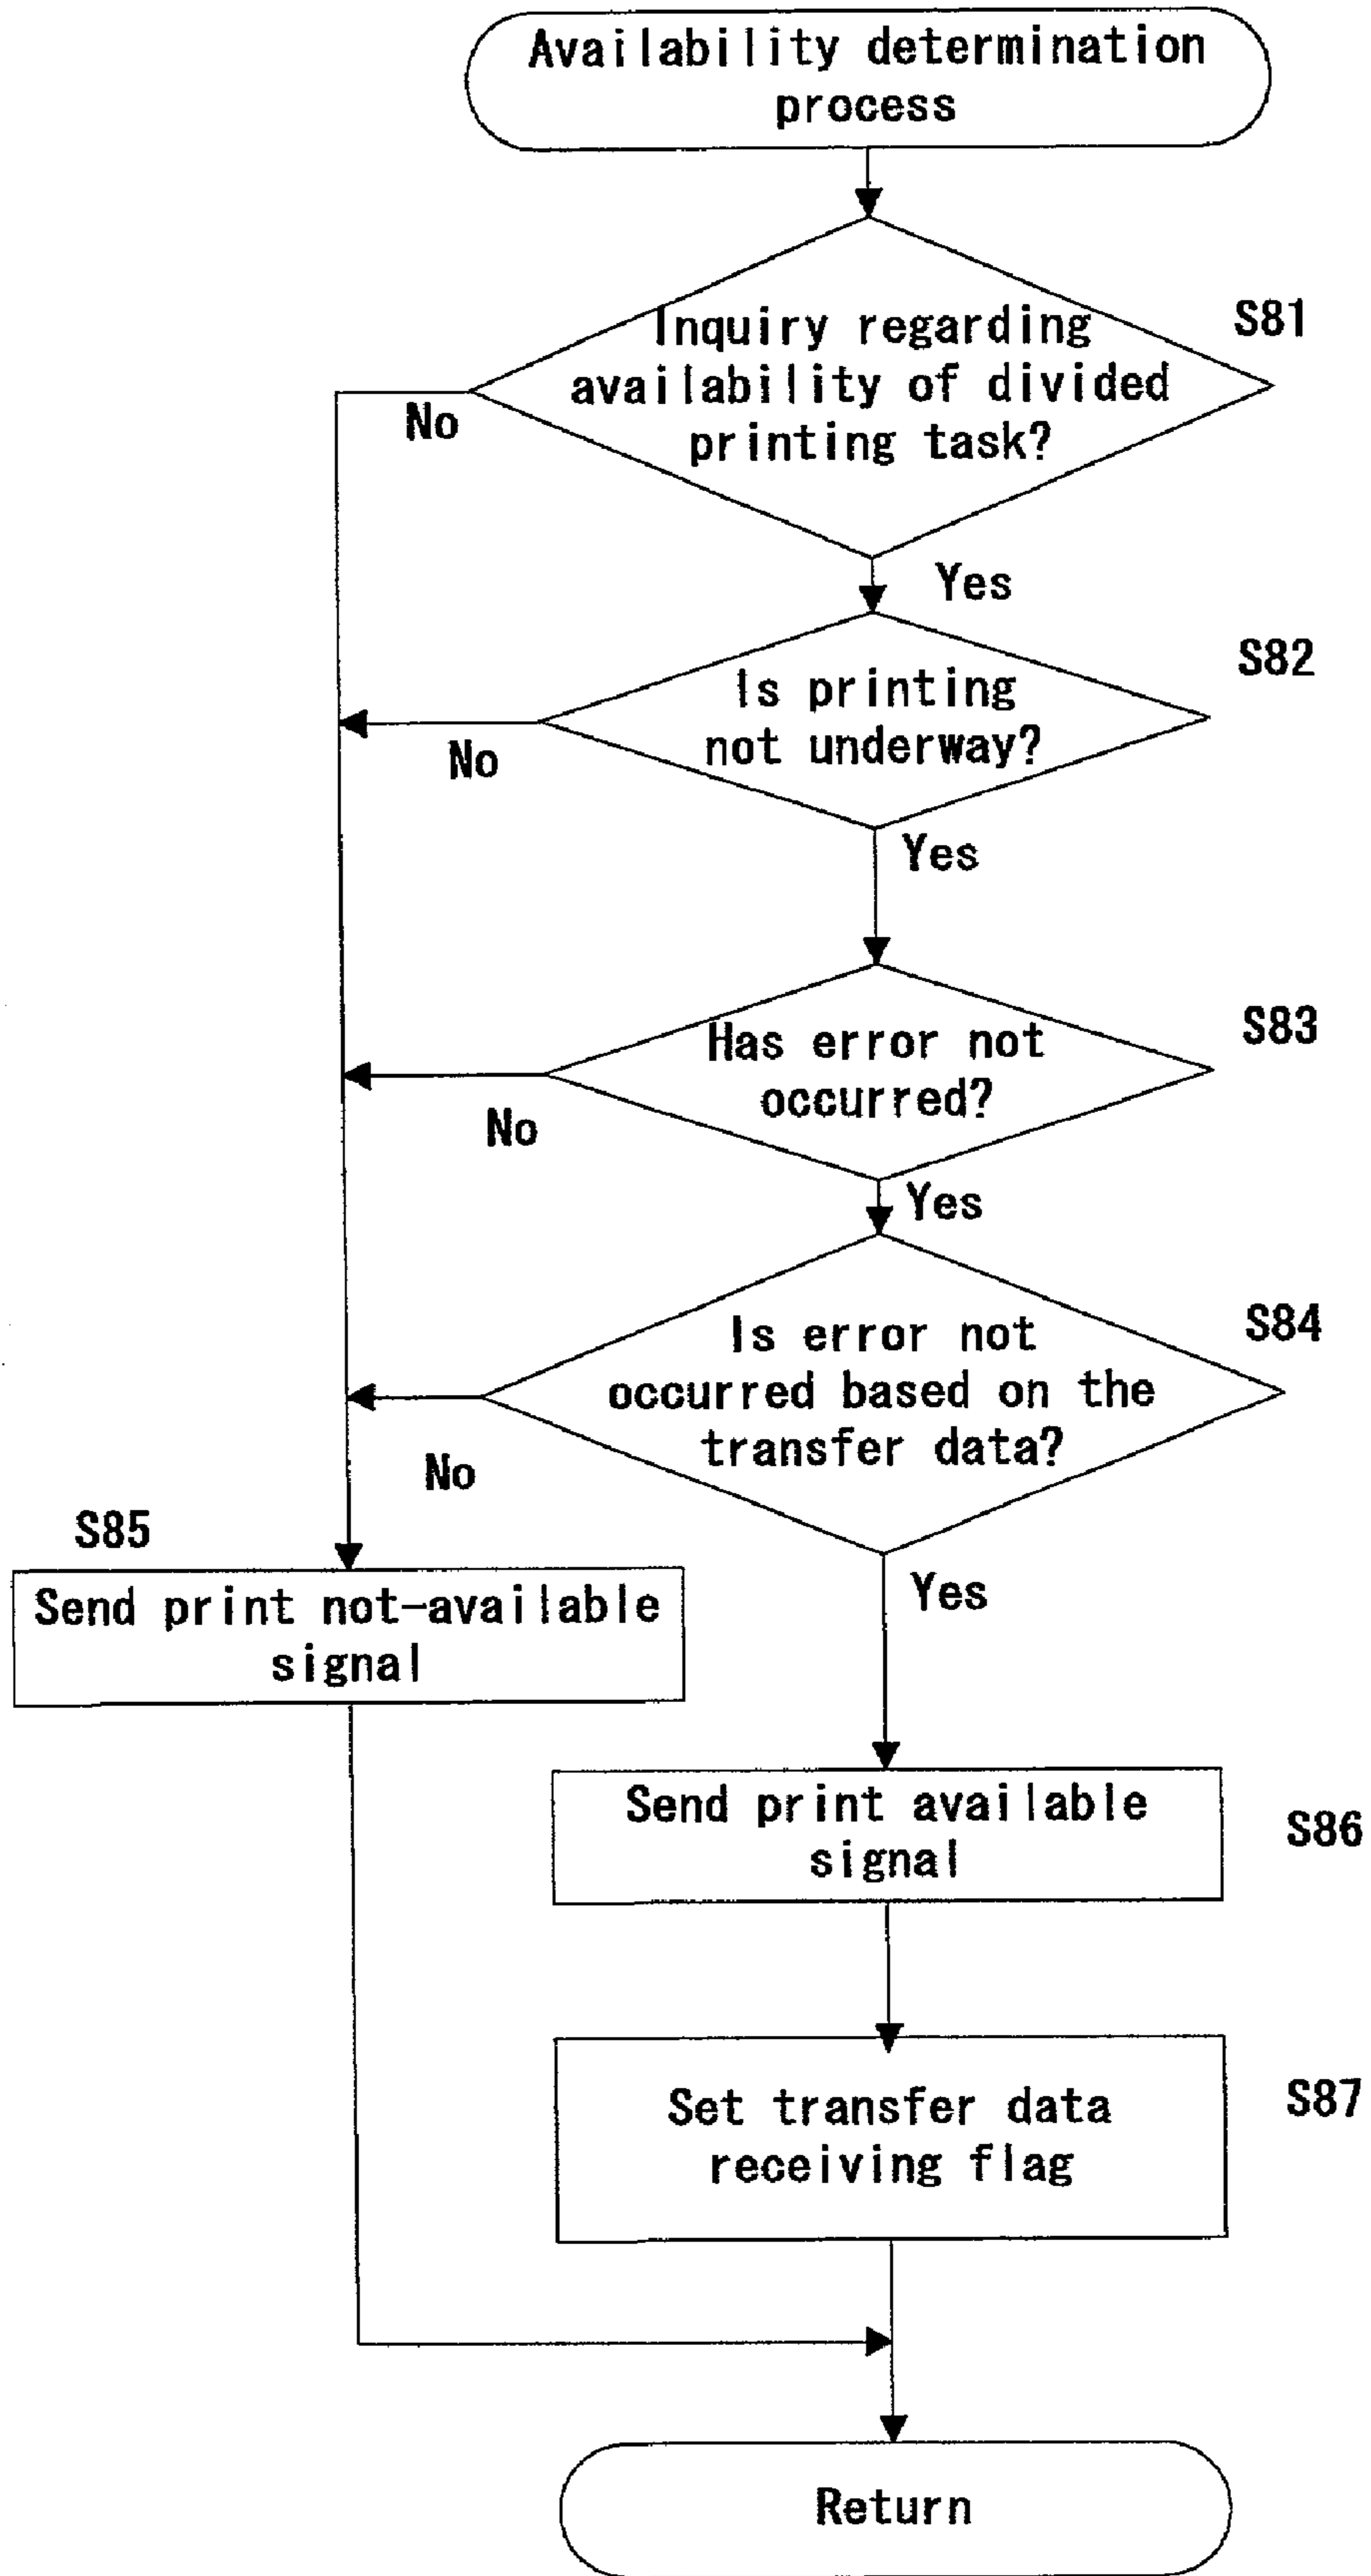 Availability determination
process
Inquiry regarding
availability of divided
printing task?
S81
No
Yes
Is printing
not underway?
S82
No
Yes
Has error not
occurred?
S83
No
Yes
Is error not
occurred based on the
transfer data?
S84
No
Yes
S85
Send print not-available
signal
Send print available
signal
S86
Set transfer data
receiving flag
S87
Return